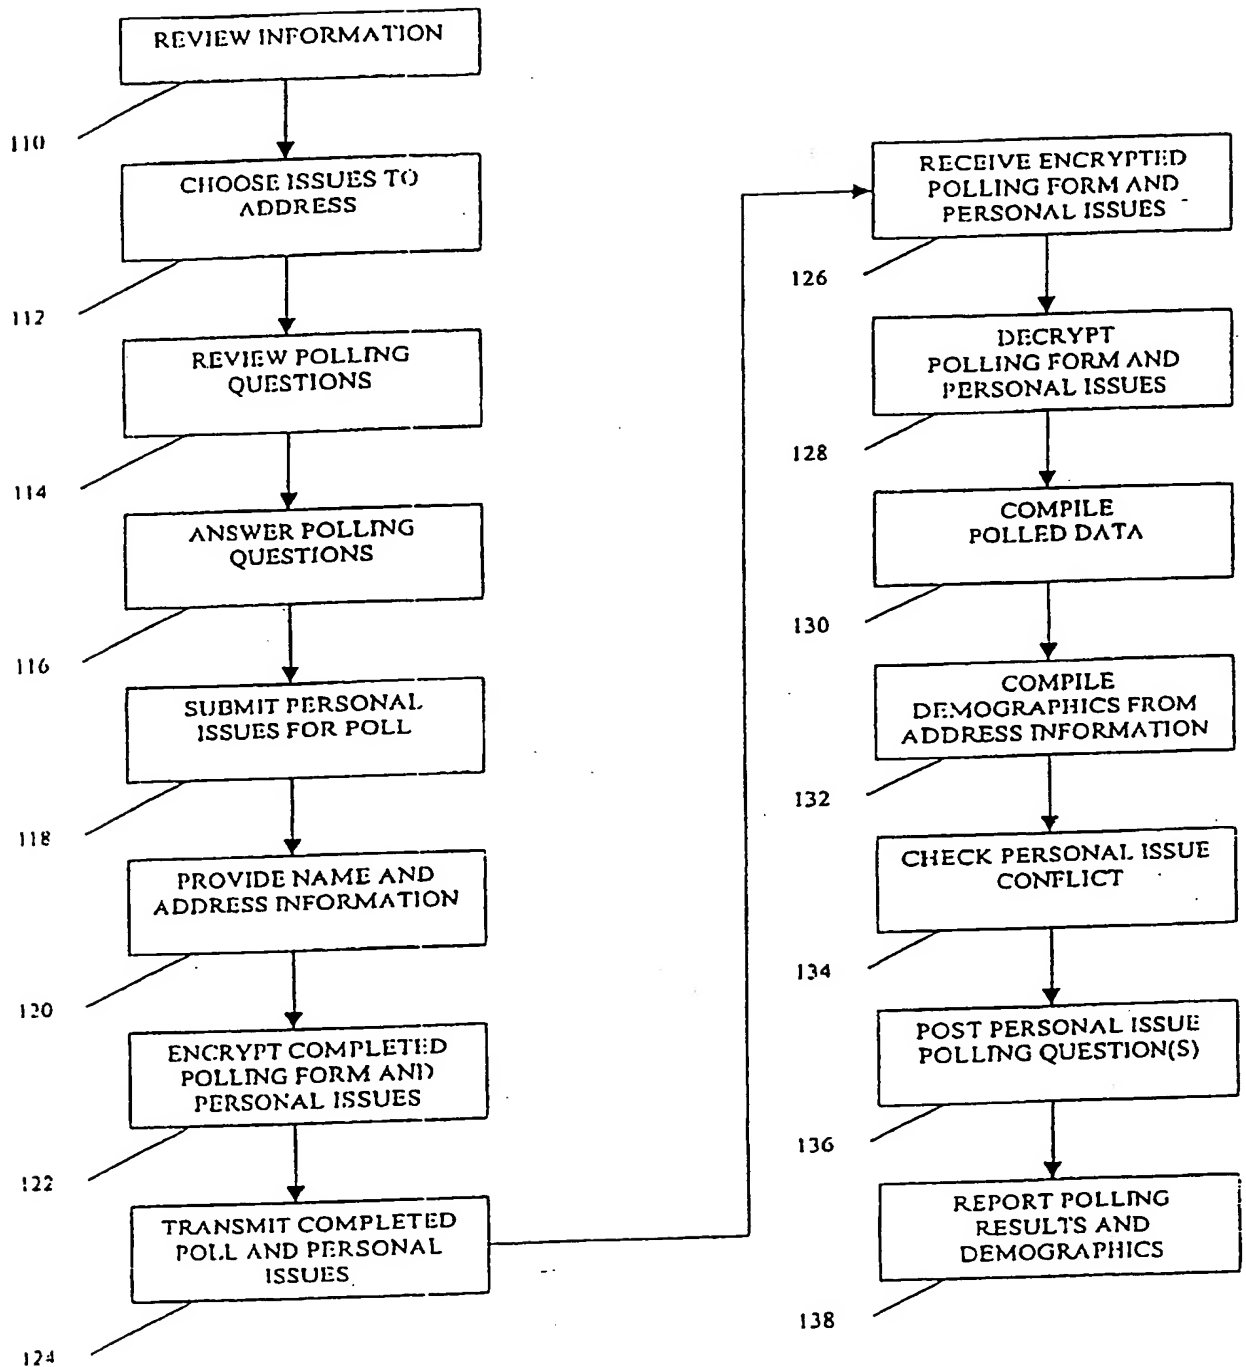 REVIEW INFORMATION
110
CHOOSE ISSUES TO
ADDRESS
112
REVIEW POLLING
QUESTIONS
114
ANSWER POLLING
QUESTIONS
116
SUBMIT PERSONAL
ISSUES FOR POLL
118
PROVIDE NAME AND
ADDRESS INFORMATION
120
ENCRYPT COMPLETED
POLLING FORM AND
PERSONAL ISSUES
122
TRANSMIT COMPLETED
POLL AND PERSONAL
ISSUES
124
RECEIVE ENCRYPTED
POLLING FORM AND
PERSONAL ISSUES
126
DECRYPT
POLLING FORM AND
PERSONAL ISSUES
128
COMPILE
POLLED DATA
130
COMPILE
DEMOGRAPHICS FROM
ADDRESS INFORMATION
132
CHECK PERSONAL ISSUE
CONFLICT
134
POST PERSONAL ISSUE
POLLING QUESTION(S)
136
REPORT POLLING
RESULTS AND
DEMOGRAPHICS
138